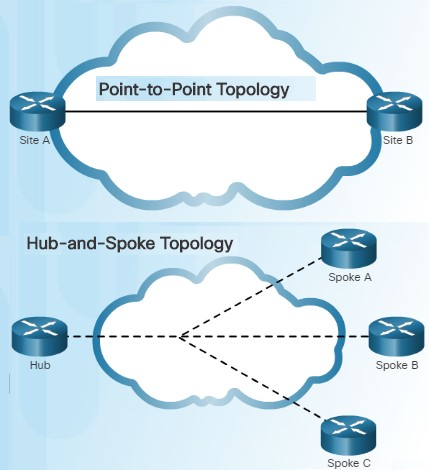 Point-to-Point Topology
Site A
Site B
Hub-and-Spoke Topology
Spoke A
Hub
Spoke B
Spoke C